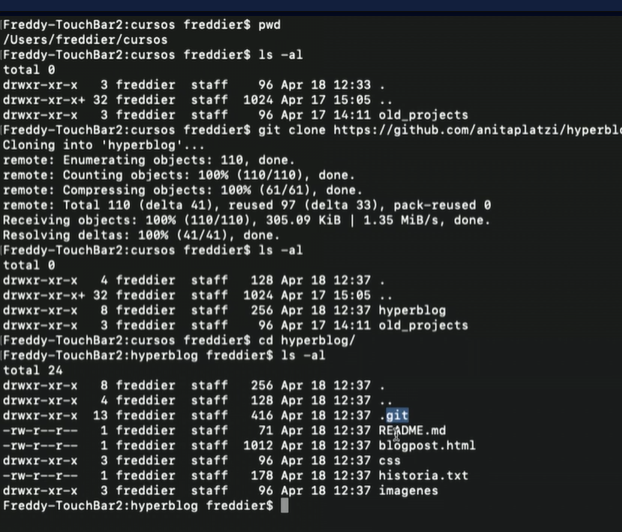 Freddy-TouchBar2:cursos freddier$ pwd
/Users/freddier/cursos
Freddy-TouchBar2:cursos freddier$ ls -al
total 0
drwxr-xr-x   3 freddier  staff    96 Apr 18 12:33 .
drwxr-xr-x+ 32 freddier  staff  1024 Apr 17 15:05 ..
drwxr-xr-x   3 freddier  staff    96 Apr 17 14:11 old_projects
Freddy-TouchBar2:cursos freddier$ git clone https://github.com/anitaplatzi/hyperblo
Cloning into 'hyperblog'...
remote: Enumerating objects: 110, done.
remote: Counting objects: 100% (110/110), done.
remote: Compressing objects: 100% (61/61), done.
remote: Total 110 (delta 41), reused 97 (delta 33), pack-reused 0
Receiving objects: 100% (110/110), 305.09 KiB | 1.35 MiB/s, done.
Resolving deltas: 100% (41/41), done.
Freddy-TouchBar2:cursos freddier$ ls -al
total 0
drwxr-xr-x   4 freddier  staff   128 Apr 18 12:37 .
drwxr-xr-x+ 32 freddier  staff  1024 Apr 17 15:05 ..
drwxr-xr-x   8 freddier  staff   256 Apr 18 12:37 hyperblog
drwxr-xr-x   3 freddier  staff    96 Apr 17 14:11 old_projects
Freddy-TouchBar2:cursos freddier$ cd hyperblog/
Freddy-TouchBar2:hyperblog freddier$ ls -al
total 24
drwxr-xr-x   8 freddier  staff   256 Apr 18 12:37 .
drwxr-xr-x   4 freddier  staff   128 Apr 18 12:37 ..
drwxr-xr-x  13 freddier  staff   416 Apr 18 12:37 .git
-rw-r--r--   1 freddier  staff    71 Apr 18 12:37 README.md
-rw-r--r--   1 freddier  staff  1012 Apr 18 12:37 blogpost.html
drwxr-xr-x   3 freddier  staff    96 Apr 18 12:37 css
-rw-r--r--   1 freddier  staff   178 Apr 18 12:37 historia.txt
drwxr-xr-x   3 freddier  staff    96 Apr 18 12:37 imagenes
Freddy-TouchBar2:hyperblog freddier$